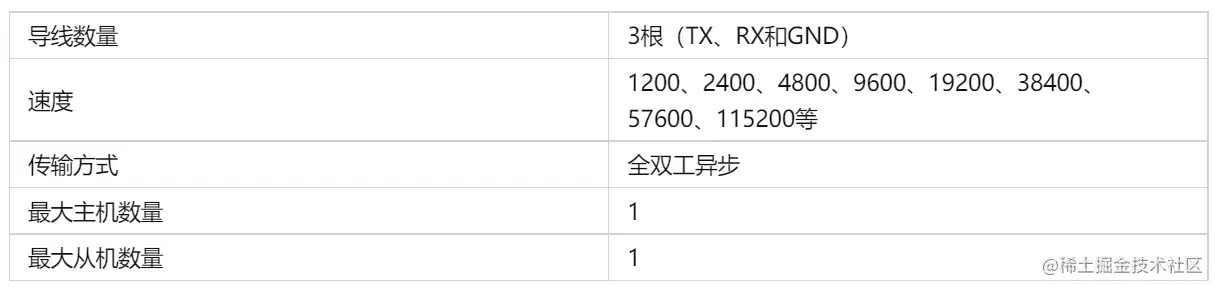 导线数量
3根（TX、RX和GND）
速度
1200、2400、4800、9600、19200、38400、
57600、115200等
传输方式
全双工异步
最大主机数量
1
最大从机数量
1
@稀土掘金技术社区